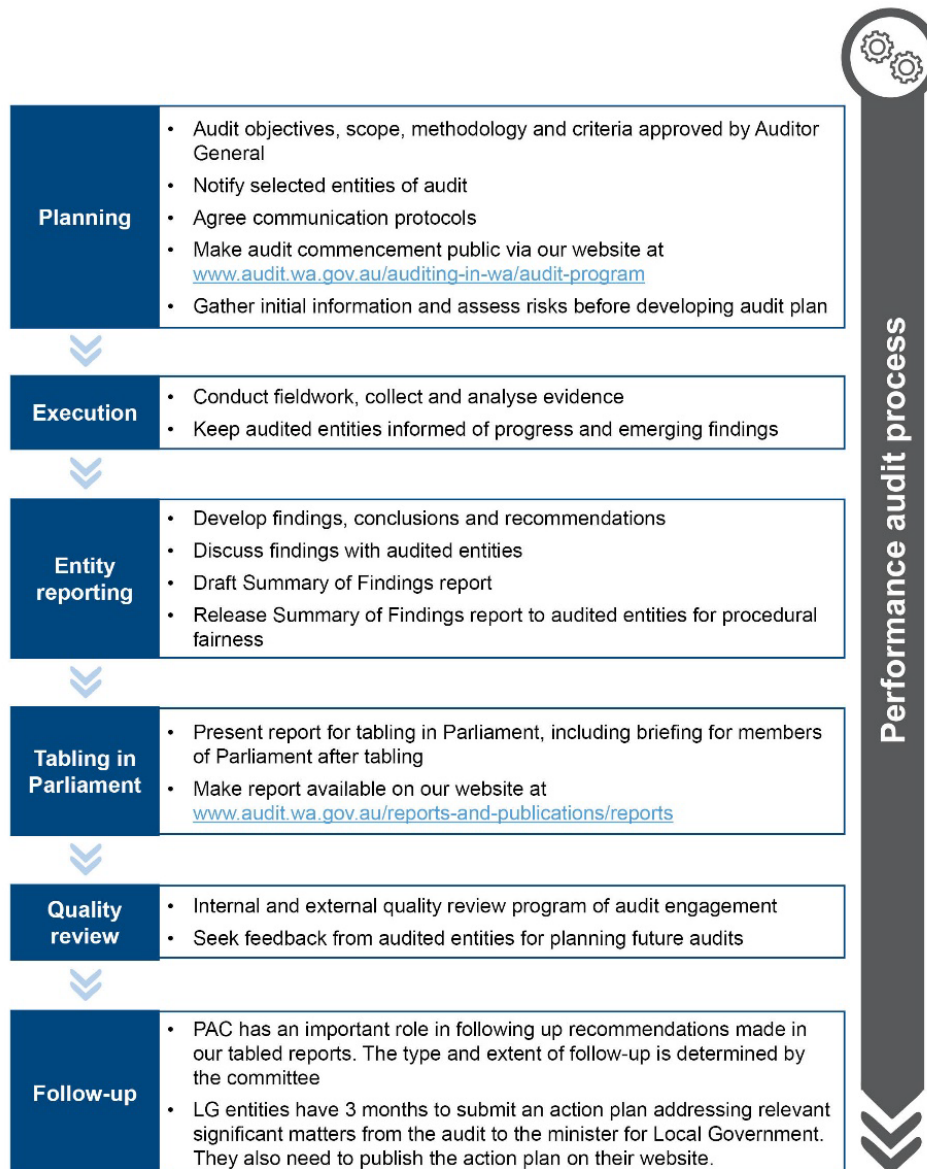 Planning
• Audit objectives, scope, methodology and criteria approved by Auditor
General
• Notify selected entities of audit
• Agree communication protocols
• Make audit commencement public via our website at
www.audit.wa.gov.au/auditing-in-wa/audit-program
• Gather initial information and assess risks before developing audit plan
Execution
• Conduct fieldwork, collect and analyse evidence
• Keep audited entities informed of progress and emerging findings
Entity
reporting
• Develop findings, conclusions and recommendations
• Discuss findings with audited entities
• Draft Summary of Findings report
• Release Summary of Findings report to audited entities for procedural
fairness
Tabling in
Parliament
• Present report for tabling in Parliament, including briefing for members
of Parliament after tabling
• Make report available on our website at
www.audit.wa.gov.au/reports-and-publications/reports
Quality
review
• Internal and external quality review program of audit engagement
• Seek feedback from audited entities for planning future audits
Follow-up
• PAC has an important role in following up recommendations made in
our tabled reports. The type and extent of follow-up is determined by
the committee
• LG entities have 3 months to submit an action plan addressing relevant
significant matters from the audit to the minister for Local Government.
They also need to publish the action plan on their website.
Performance audit process